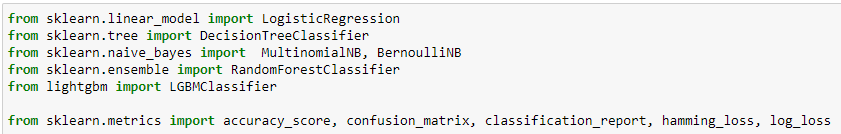 from sklearn.linear_model import LogisticRegression
from sklearn.tree import DecisionTreeClassifier
from sklearn.naive_bayes import  MultinomialNB, BernoulliNB
from sklearn.ensemble import RandomForestClassifier
from lightgbm import LGBMClassifier
from sklearn.metrics import accuracy_score, confusion_matrix, classification_report, hamming_loss, log_loss